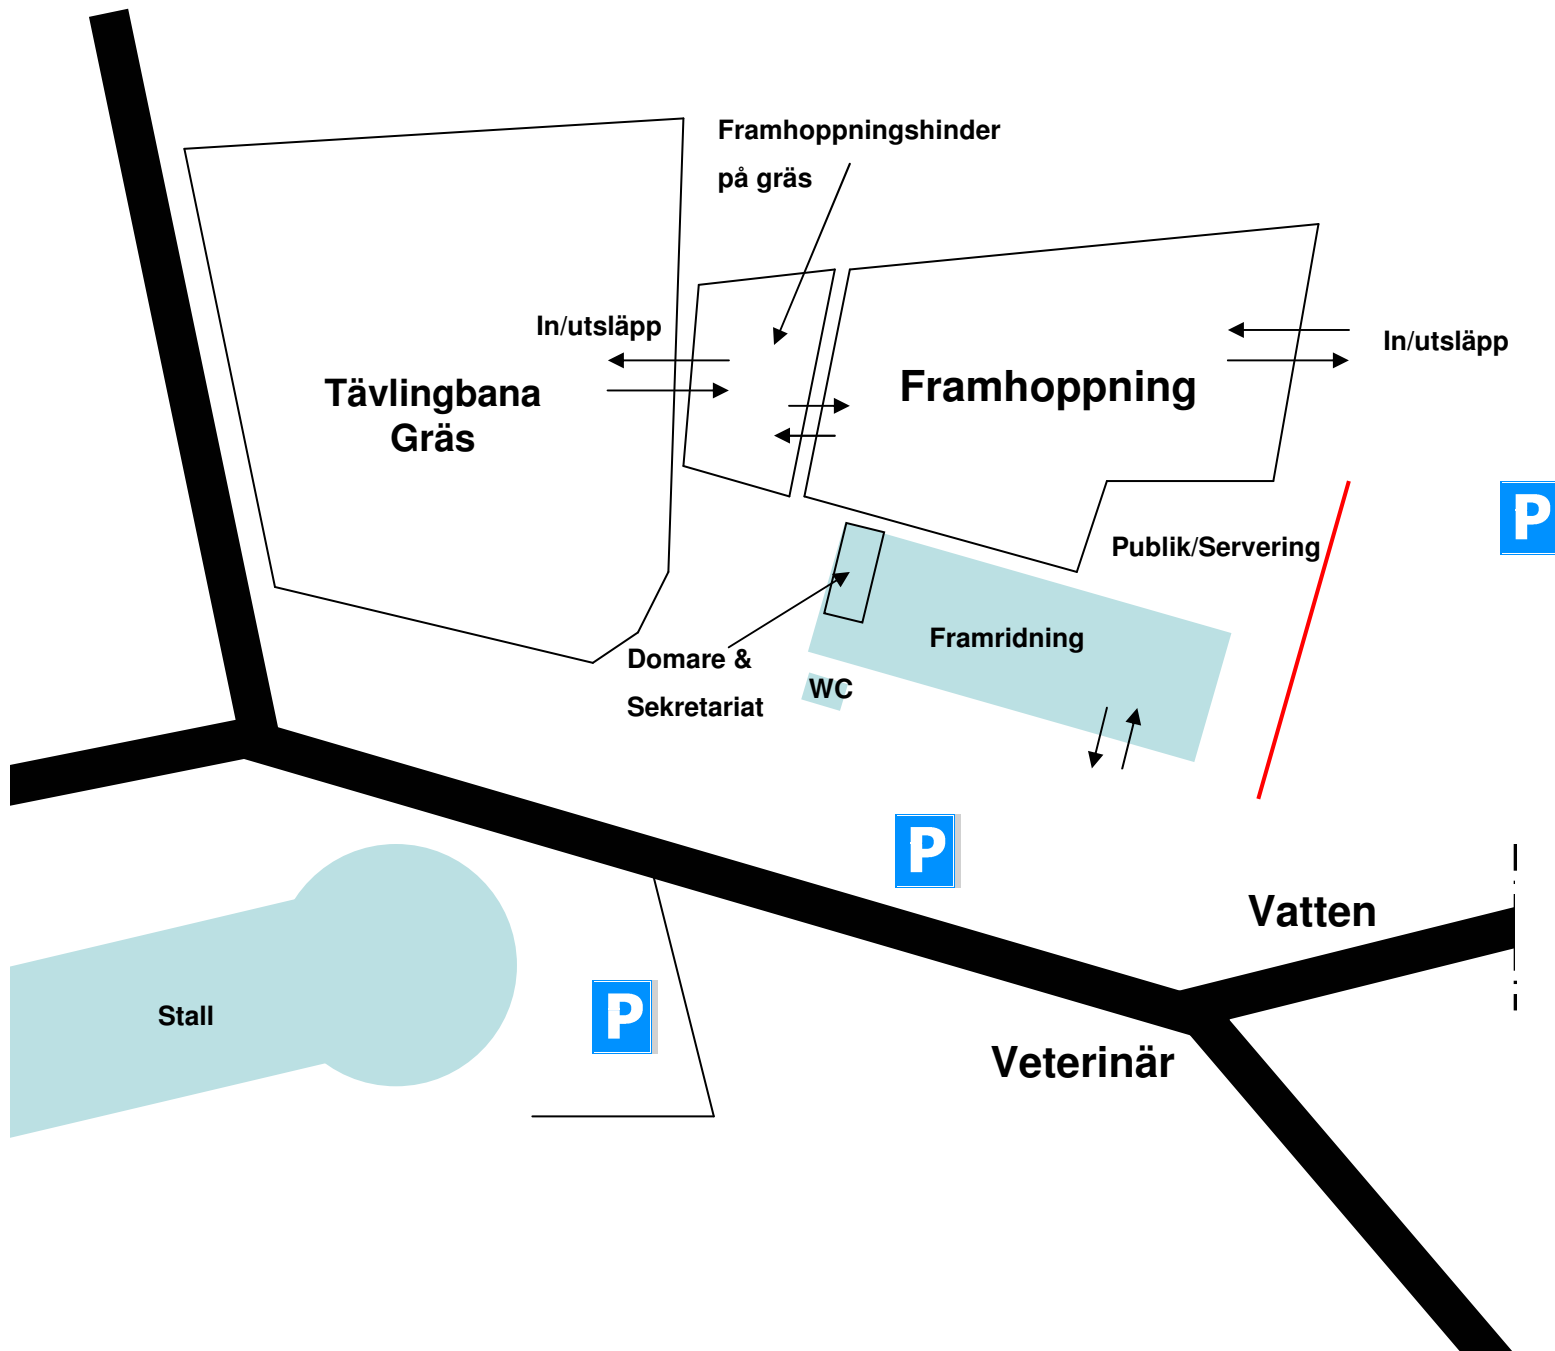 Framhoppningshinder
på gräs
In/utsläpp
In/utsläpp
Tävlingbana
Gräs
Framhoppning
P
Publik/Servering
Framridning
Domare &
Sekretariat
WC
P
Vatten
Stall
P
Veterinär